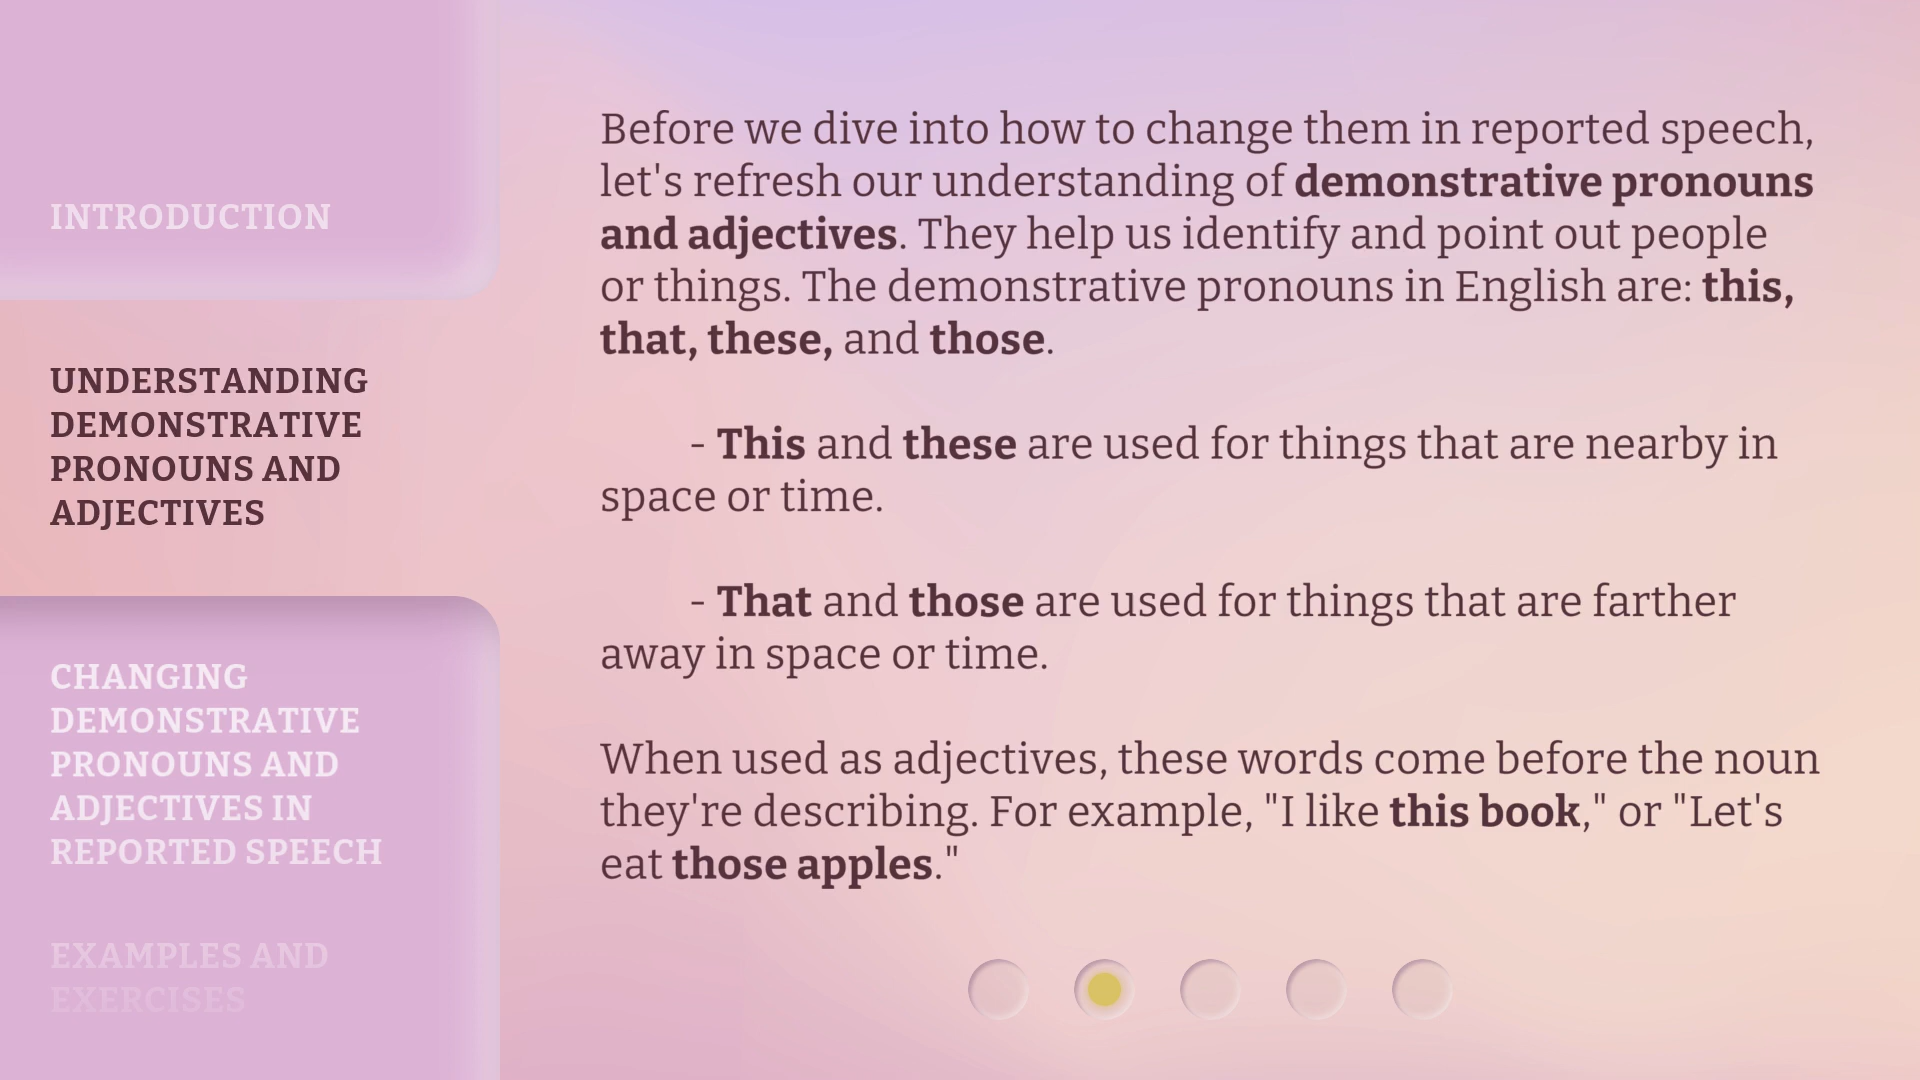 INTRODUCTION
UNDERSTANDING
DEMONSTRATIVE
PRONOUNS AND
ADJECTIVES
CHANGING
DEMONSTRATIVE
PRONOUNS AND
ADJECTIVES IN
REPORTED SPEECH
EXAMPLES AND
EXERCISES
Before we dive into how to change them in reported speech,
let's refresh our understanding of demonstrative pronouns
and adjectives. They help us identify and point out people
or things. The demonstrative pronouns in English are: this,
that, these, and those.
- This and these are used for things that are nearby in
space or time.
- That and those are used for things that are farther
away in space or time.
When used as adjectives, these words come before the noun
they're describing. For example, "I like this book," or "Let's
eat those apples."